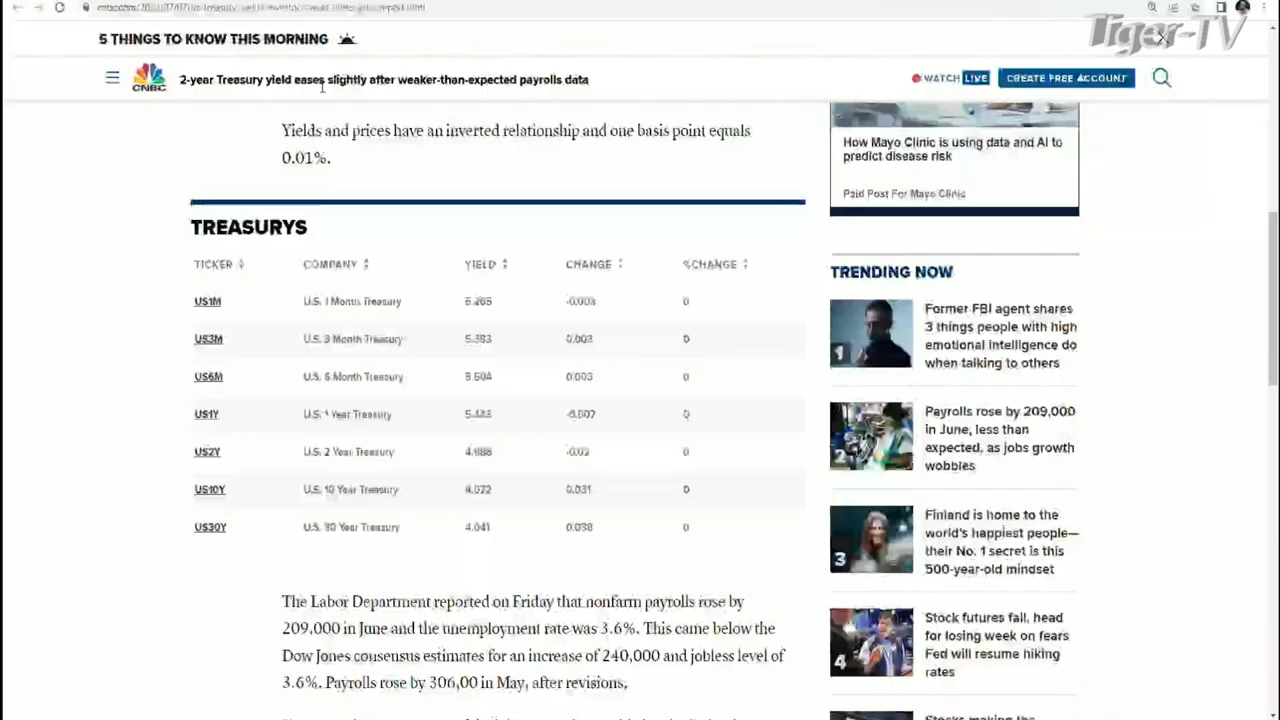 Tiger-TV
5 THINGS TO KNOW THIS MORNING
CNBC
2-year Treasury yield eases slightly after weaker-than-expected payrolls data
WATCH LIVE
CREATE FREE ACCOUNT
Yields and prices have an inverted relationship and one basis point equals
0.01%.
TREASURYS
TICKER COMPANY YIELD CHANGE %CHANGE
US1M U.S. 1 Month Treasury 0
US3M U.S. 3 Month Treasury 5.383 0.003 0
US6M U.S. 6 Month Treasury 0.003 0
US1Y U.S. 1 Year Treasury -0.007 0
US2Y U.S. 2 Year Treasury -0.02 0
US10Y U.S. 10 Year Treasury 0.031 0
US30Y U.S. 30 Year Treasury 4.041 0.038 0
The Labor Department reported on Friday that nonfarm payrolls rose by
209,000 in June and the unemployment rate was 3.6%. This came below the
Dow Jones consensus estimates for an increase of 240,000 and jobless level of
3.6%. Payrolls rose by 306,00 in May, after revisions.
How Mayo Clinic is using data and AI to
predict disease risk
Paid Post For Mayo Clinic
TRENDING NOW
1
Former FBI agent shares
3 things people with high
emotional intelligence do
when talking to others
2
Payrolls rose by 209,000
in June, less than
expected, as jobs growth
wobbles
3
Finland is home to the
world's happiest people—
their No. 1 secret is this
500-year-old mindset
4
Stock futures fall, head
for losing week on fears
Fed will resume hiking
rates
Stocks making the